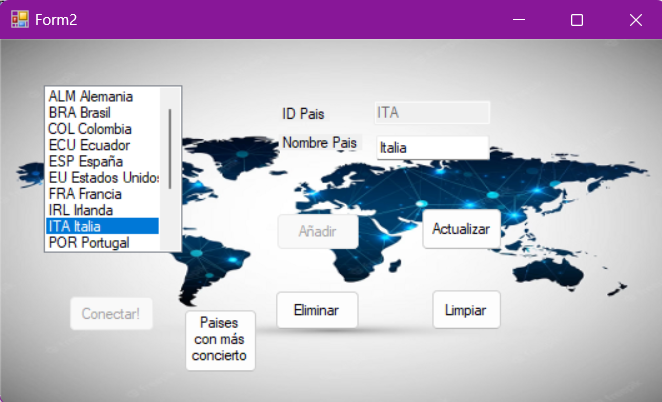 Form2
ALM Alemania
BRA Brasil
COL Colombia
ECU Ecuador
ESP España
EU Estados Unidos
FRA Francia
IRL Irlanda
ITA Italia
POR Portugal
ID Pais
ITA
Nombre Pais
Italia
Añadir
Actualizar
Conectar!
Paises
con más
concierto
Eliminar
Limpiar